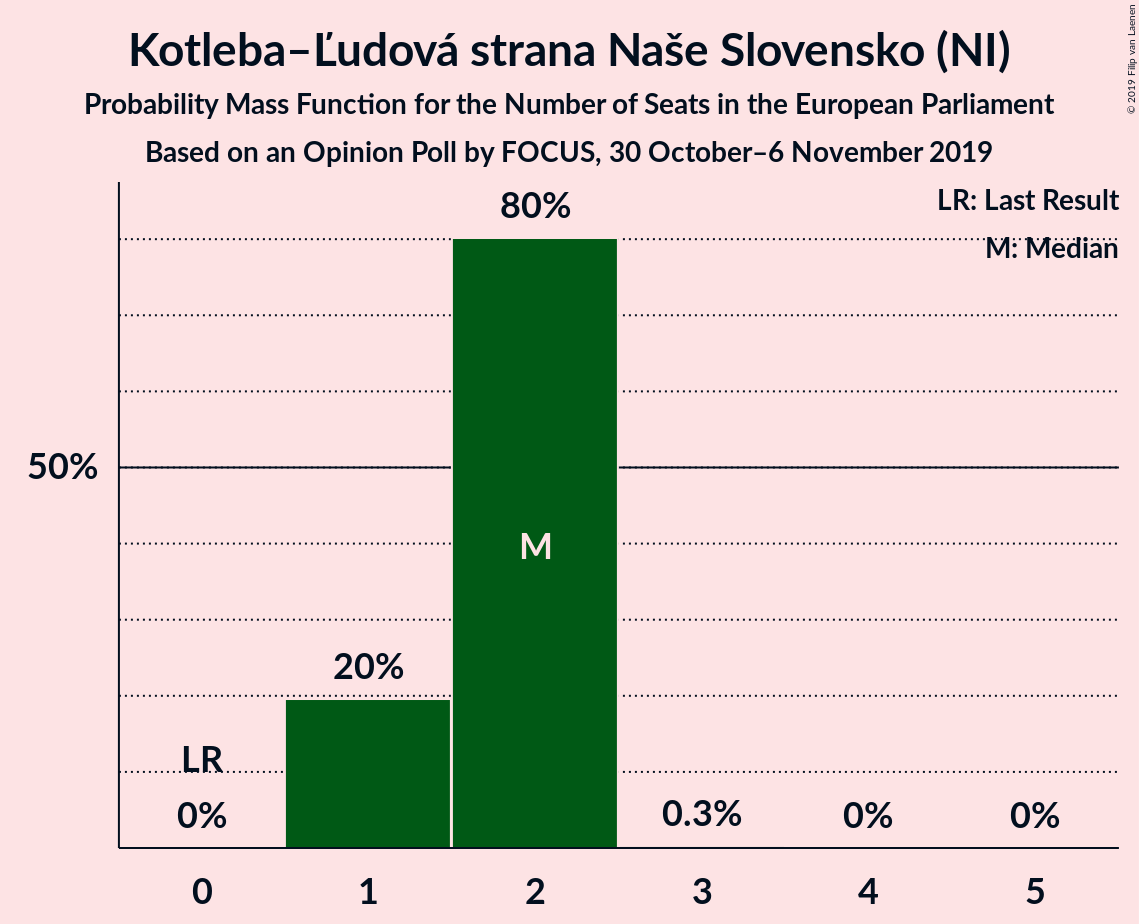 Kotleba–Ľudová strana Naše Slovensko (NI)
Probability Mass Function for the Number of Seats in the European Parliament
Based on an Opinion Poll by FOCUS, 30 October–6 November 2019
© 2019 Filip van Laenen
LR: Last Result
M: Median
80%
50%
M
20%
LR
0%
0.3%
0%
0%
0 1 2 3 4 5